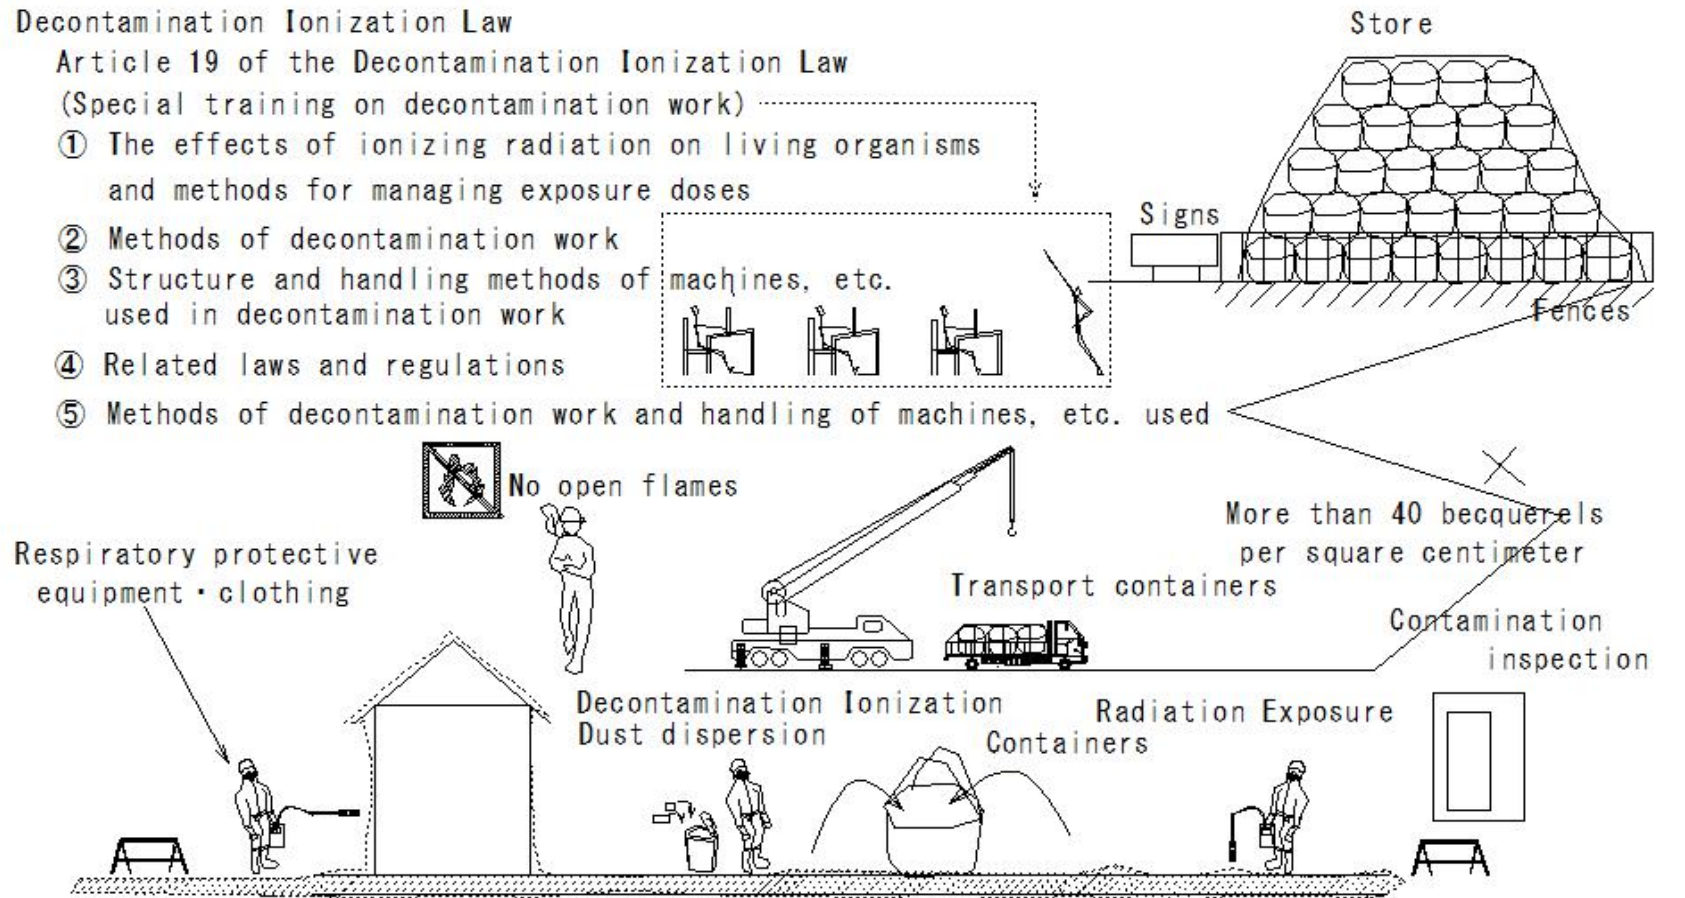 Decontamination Ionization Law
Article 19 of the Decontamination Ionization Law
(Special training on decontamination work)
① The effects of ionizing radiation on living organisms
and methods for managing exposure doses
② Methods of decontamination work
③ Structure and handling methods of machines, etc.
used in decontamination work
④ Related laws and regulations
⑤ Methods of decontamination work and handling of machines, etc. used
Store
Signs
Fences
No open flames
More than 40 becquerels
per square centimeter
Respiratory protective
equipment・clothing
Transport containers
Contamination
inspection
Decontamination Ionization
Dust dispersion
Radiation Exposure
Containers